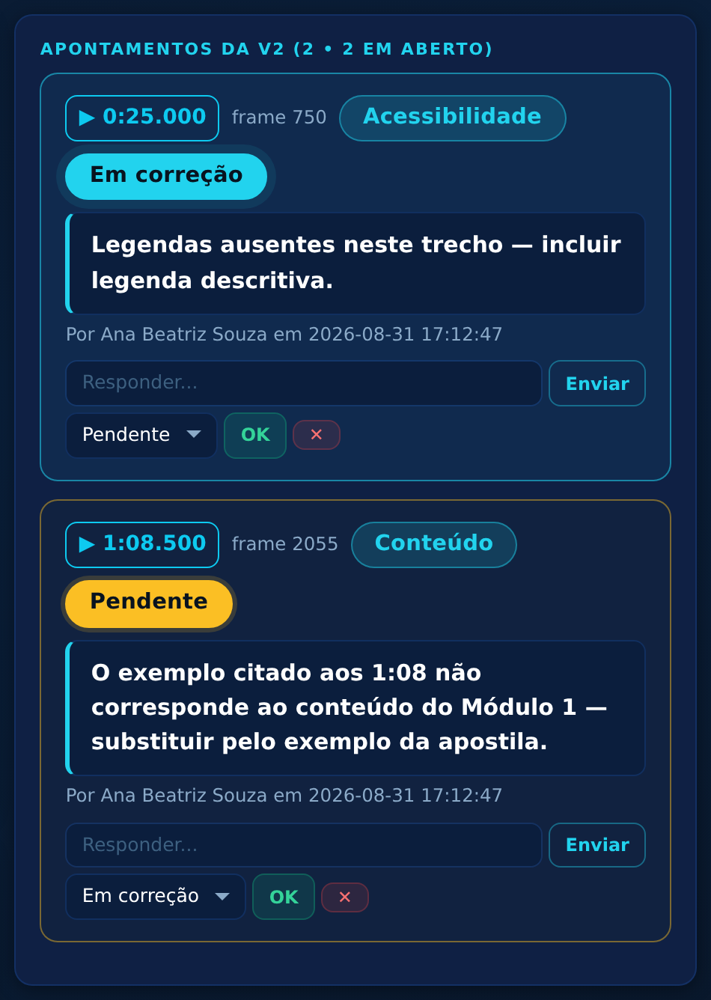 APONTAMENTOS DA V2 (2 • 2 EM ABERTO)
▶ 0:25.000 frame 750 Acessibilidade
Em correção
Legendas ausentes neste trecho — incluir
legenda descritiva.
Por Ana Beatriz Souza em 2026-08-31 17:12:47
Responder... Enviar
Pendente OK ✕
▶ 1:08.500 frame 2055 Conteúdo
Pendente
O exemplo citado aos 1:08 não
corresponde ao conteúdo do Módulo 1 —
substituir pelo exemplo da apostila.
Por Ana Beatriz Souza em 2026-08-31 17:12:47
Responder... Enviar
Em correção OK ✕